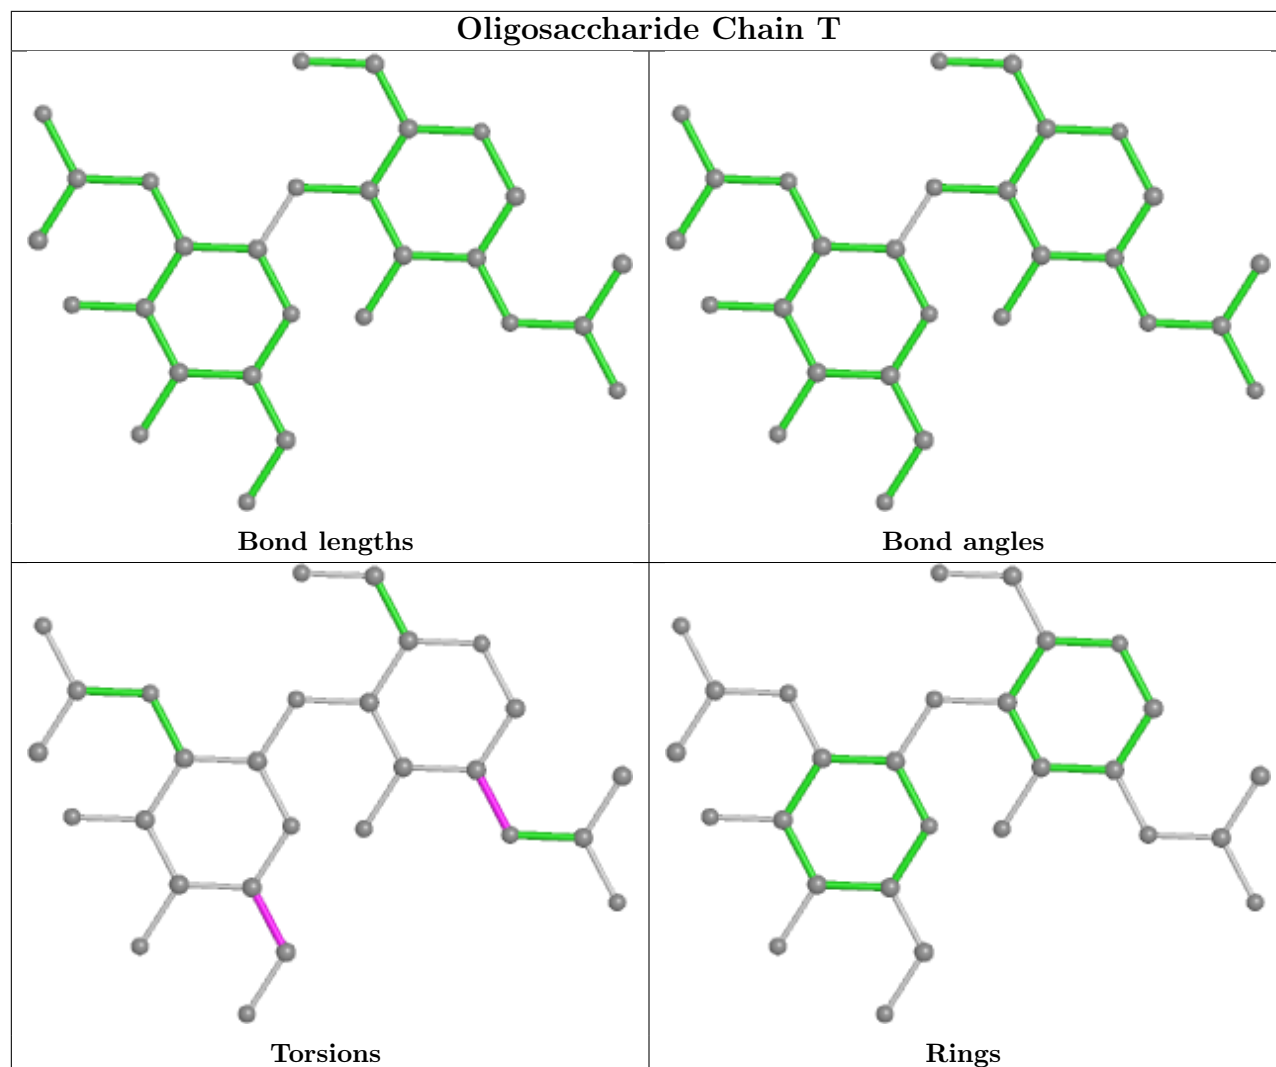 Oligosaccharide Chain T
Bond lengths
Bond angles
Torsions
Rings